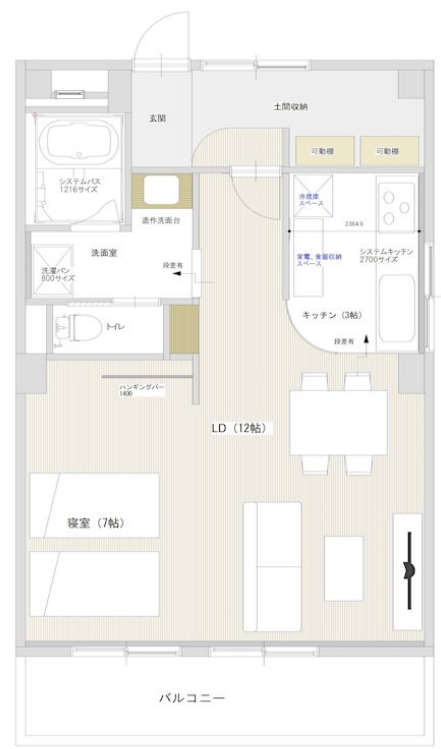 玄関
土間収納
可動棚
可動棚
システムバス
1216サイズ
造作洗面台
冷蔵庫
スペース
2364.9
家電、食器収納
スペース
システムキッチン
2700サイズ
洗面室
段差有
洗濯パン
800サイズ
キッチン（3帖）
トイレ
段差有
ハンギングバー
1400
LD（12帖）
寝室（7帖）
バルコニー